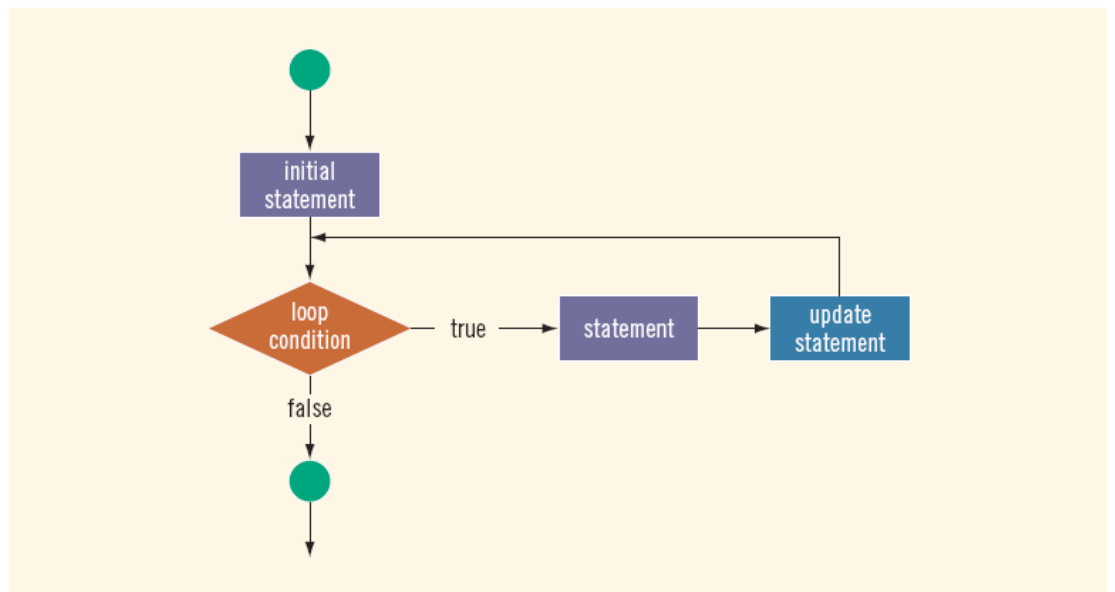 initial
statement
loop
condition
true
statement
update
statement
false